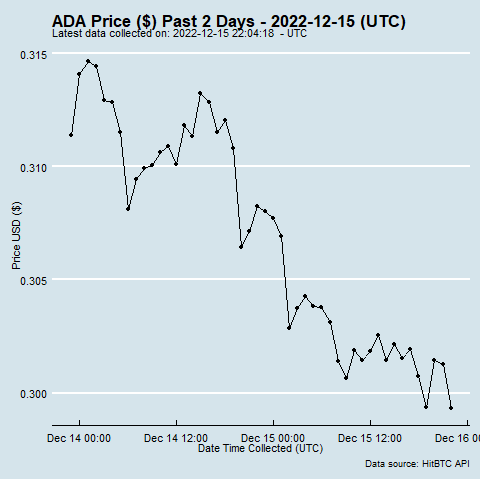 ADA Price ($) Past 2 Days - 2022-12-15 (UTC)
Latest data collected on: 2022-12-15 22:04:18 - UTC
0.315
0.310
0.305
0.300
Price USD ($)
Dec 14 00:00 Dec 14 12:00 Dec 15 00:00 Dec 15 12:00 Dec 16 0
Date Time Collected (UTC)
Data source: HitBTC API